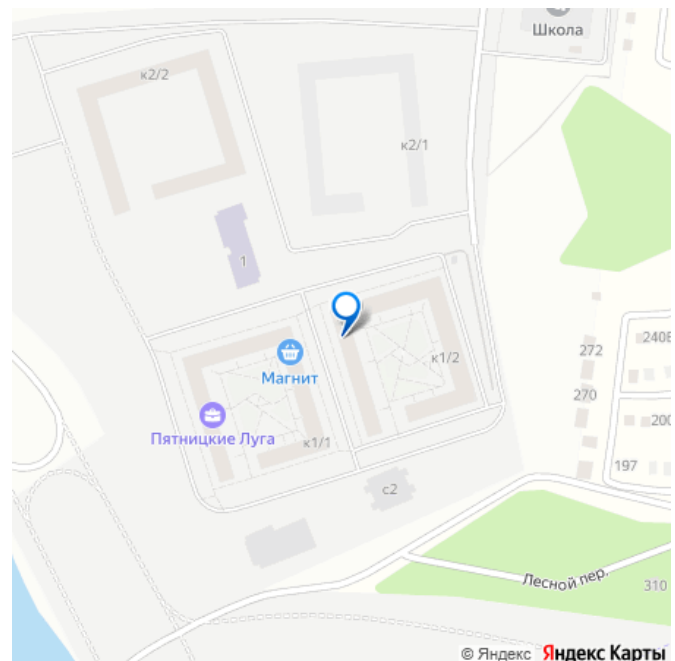 Школа
к2/2
к2/1
1
272
240Б
Магнит
к1/2
270
200
Пятницкие Луга
к1/1
197
с2
Лесной пер.
310
© Яндекс Яндекс Карты